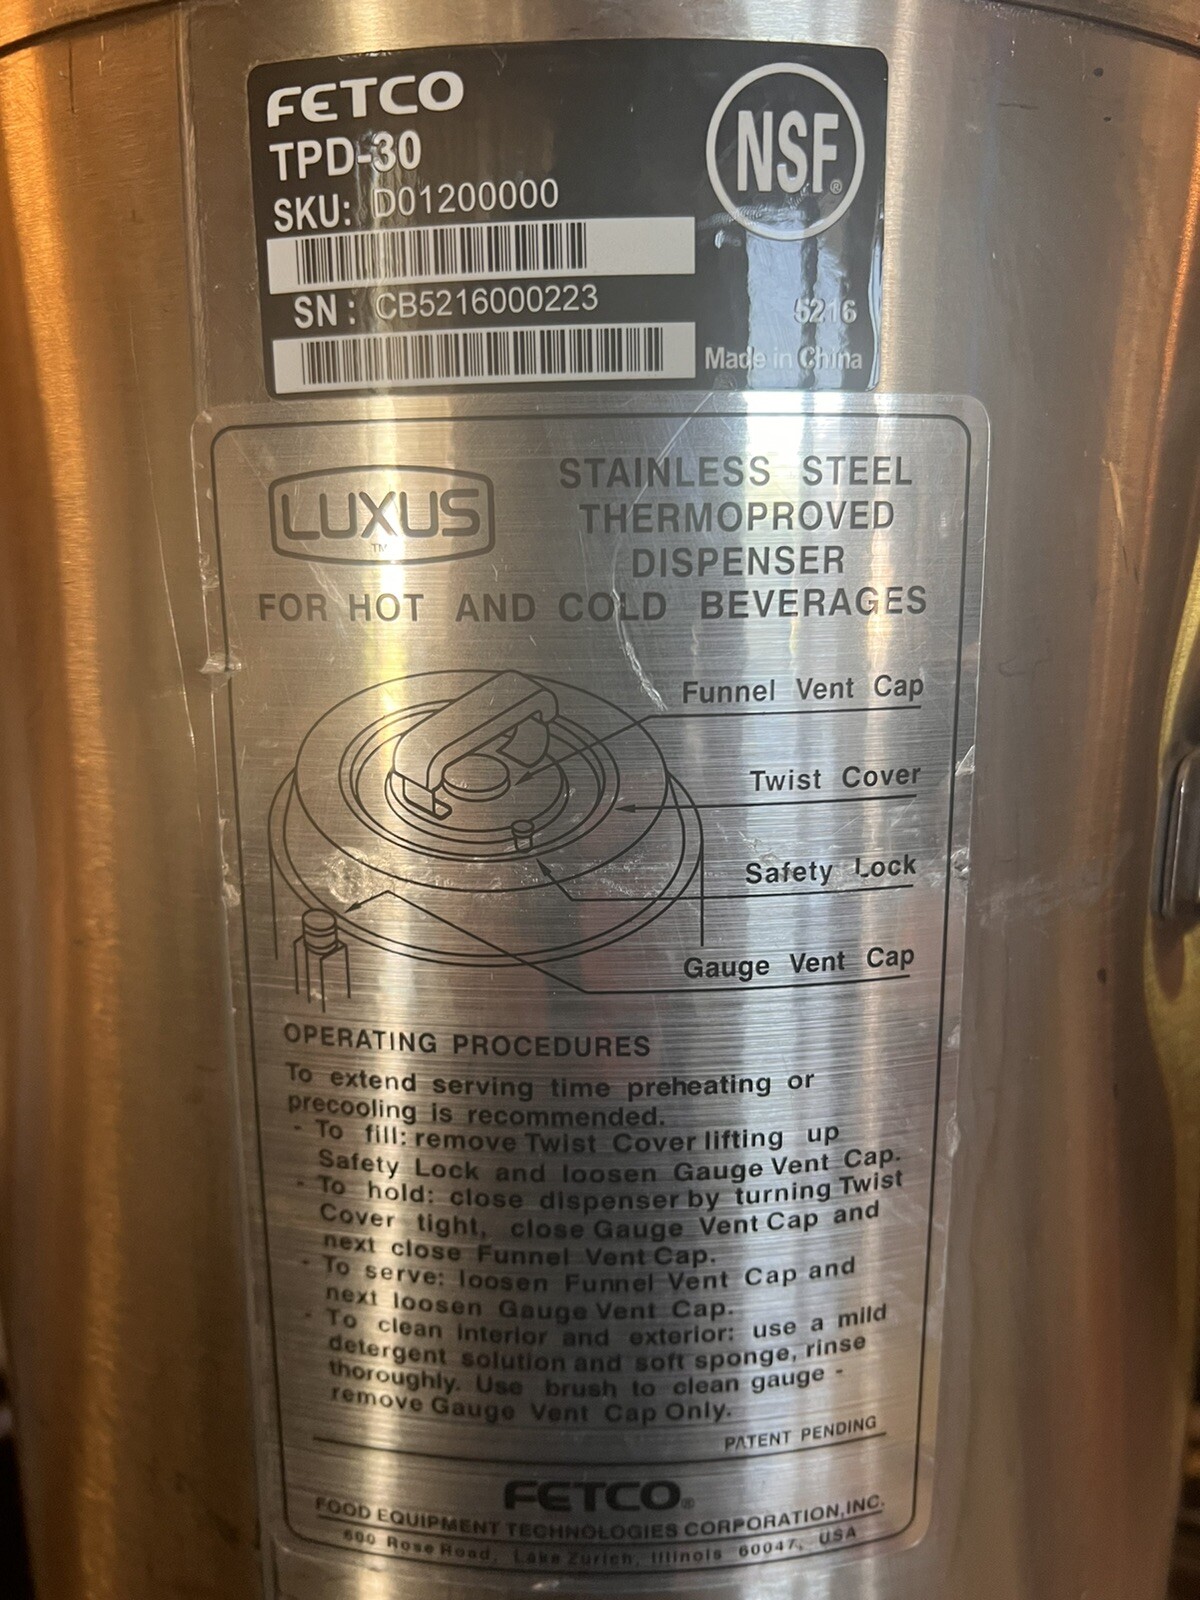 FETCO
TPD-30
NSF®
SKU: D01200000
SN: CB5216000223
5216
Made in China
LUXUS
TM
STAINLESS STEEL
THERMOPROVED
DISPENSER
FOR HOT AND COLD BEVERAGES
Funnel Vent Cap
Twist Cover
Safety Lock
Gauge Vent Cap
OPERATING PROCEDURES
To extend serving time preheating or
precooling is recommended.
- To fill: remove Twist Cover lifting up
Safety Lock and loosen Gauge Vent Cap.
- To hold: close dispenser by turning Twist
Cover tight, close Gauge Vent Cap and
next close Funnel Vent Cap.
- To serve: loosen Funnel Vent Cap and
next loosen Gauge Vent Cap.
- To clean interior and exterior: use a mild
detergent solution and soft sponge, rinse
thoroughly. Use brush to clean gauge -
remove Gauge Vent Cap Only.
PATENT PENDING
FETCO®
FOOD EQUIPMENT TECHNOLOGIES CORPORATION, INC.
600 Rose Road, Lake Zurich, Illinois 60047, USA